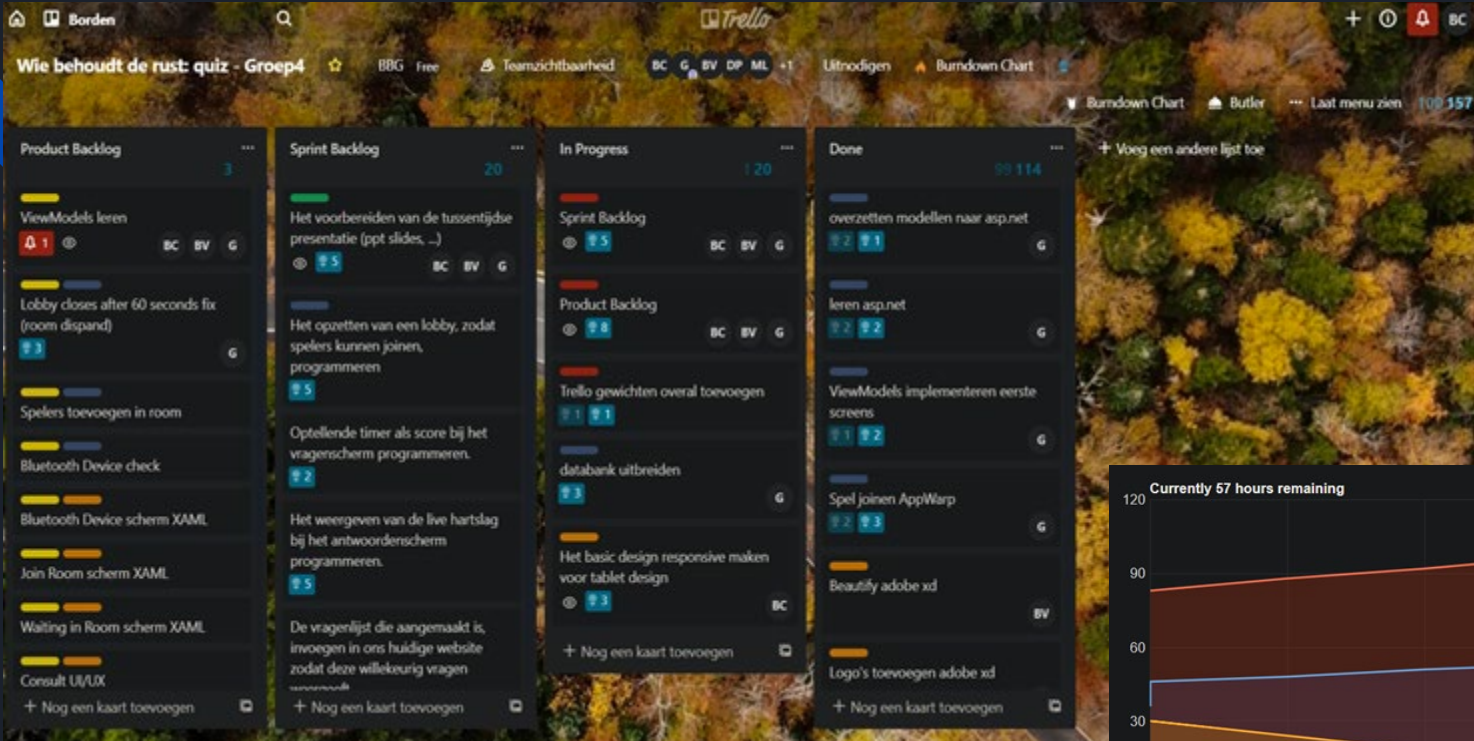 Borden
Trello
BC
Wie behoudt de rust: quiz - Groep4
BBG Free
Teamzichtbaarheid
BC G BV DP ML +1
Uitnodigen
Burndown Chart
Burndown Chart
Butler
Laat menu zien
157
Product Backlog
3
ViewModels leren
1
BC BV G
Lobby closes after 60 seconds fix
(room dispand)
3
G
Spelers toevoegen in room
Bluetooth Device check
Bluetooth Device scherm XAML
Join Room scherm XAML
Waiting in Room scherm XAML
Consult UI/UX
+ Nog een kaart toevoegen
Sprint Backlog
20
Het voorbereiden van de tussentijdse
presentatie (ppt slides, ...)
5
BC BV G
Het opzetten van een lobby, zodat
spelers kunnen joinen,
programmeren
5
Optellende timer als score bij het
vragenscherm programmeren.
2
Het weergeven van de live hartslag
bij het antwoordenscherm
programmeren.
5
De vragenlijst die aangemaakt is,
invoegen in ons huidige website
zodat deze willekeurig vragen
+ Nog een kaart toevoegen
In Progress
1 20
Sprint Backlog
5
BC BV G
Product Backlog
8
BC BV G
Trello gewichten overal toevoegen
1 1
databank uitbreiden
3
G
Het basic design responsive maken
voor tablet design
3
BC
+ Nog een kaart toevoegen
Done
99 114
overzetten modellen naar asp.net
2 1
G
leren asp.net
2 2
G
ViewModels implementeren eerste
screens
1 2
G
Spel joinen AppWarp
2 3
G
Beautify adobe xd
BV
Logo's toevoegen adobe xd
+ Nog een kaart toevoegen
+ Voeg een andere lijst toe
Currently 57 hours remaining
120
90
60
30